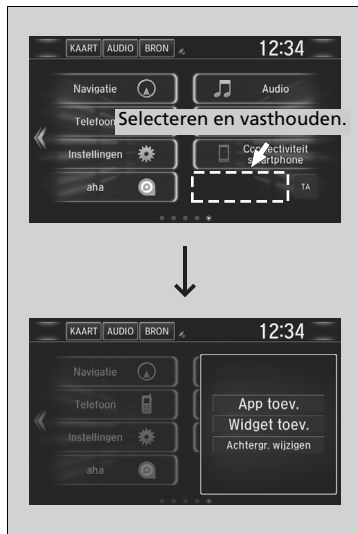 KAART AUDIO BRON 12:34
Navigatie Audio
Telefoon
Selecteren en vasthouden.
Instellingen Connectiviteit
smartphone
aha TA
KAART AUDIO BRON 12:34
Navigatie
Telefoon
Instellingen
aha
App toev.
Widget toev.
Achtergr. wijzigen